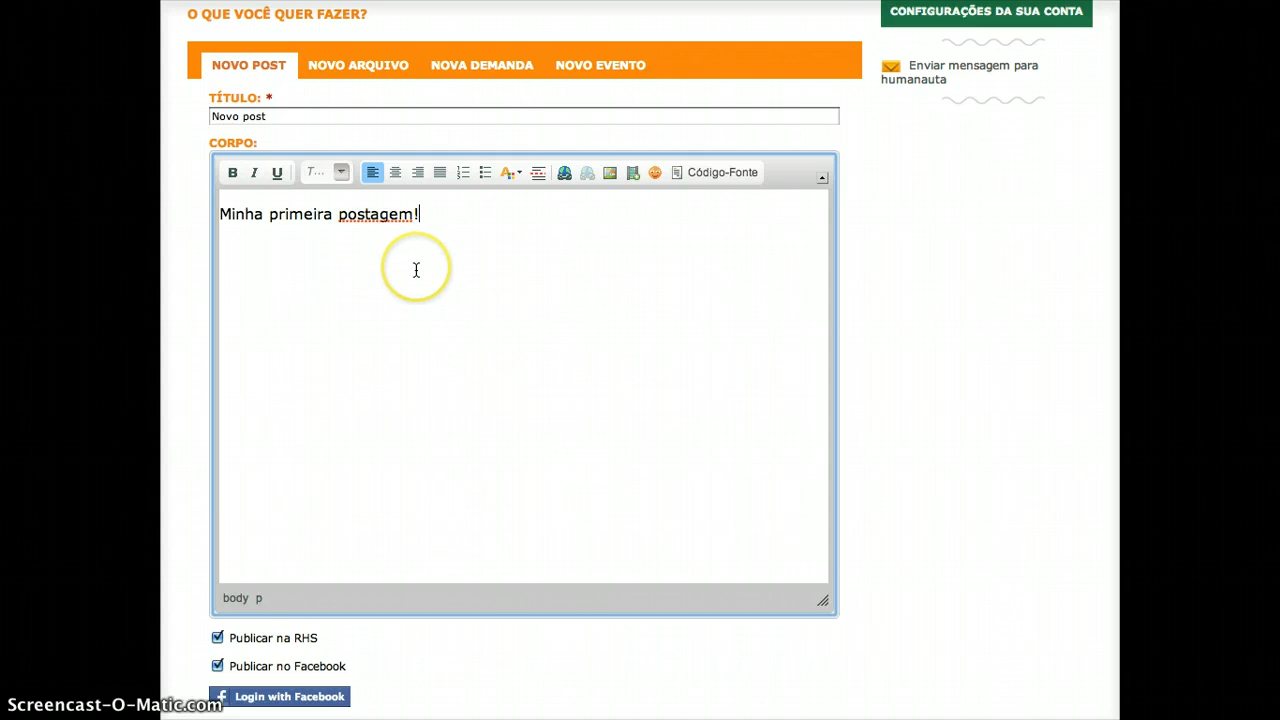 O QUE VOCÊ QUER FAZER?
CONFIGURAÇÕES DA SUA CONTA
NOVO POST NOVO ARQUIVO NOVA DEMANDA NOVO EVENTO
Enviar mensagem para
humanauta
TÍTULO: *
Novo post
CORPO:
B I U T... Código-Fonte
Minha primeira postagem!
body p
Publicar na RHS
Publicar no Facebook
f Login with Facebook
Screencast-O-Matic.com